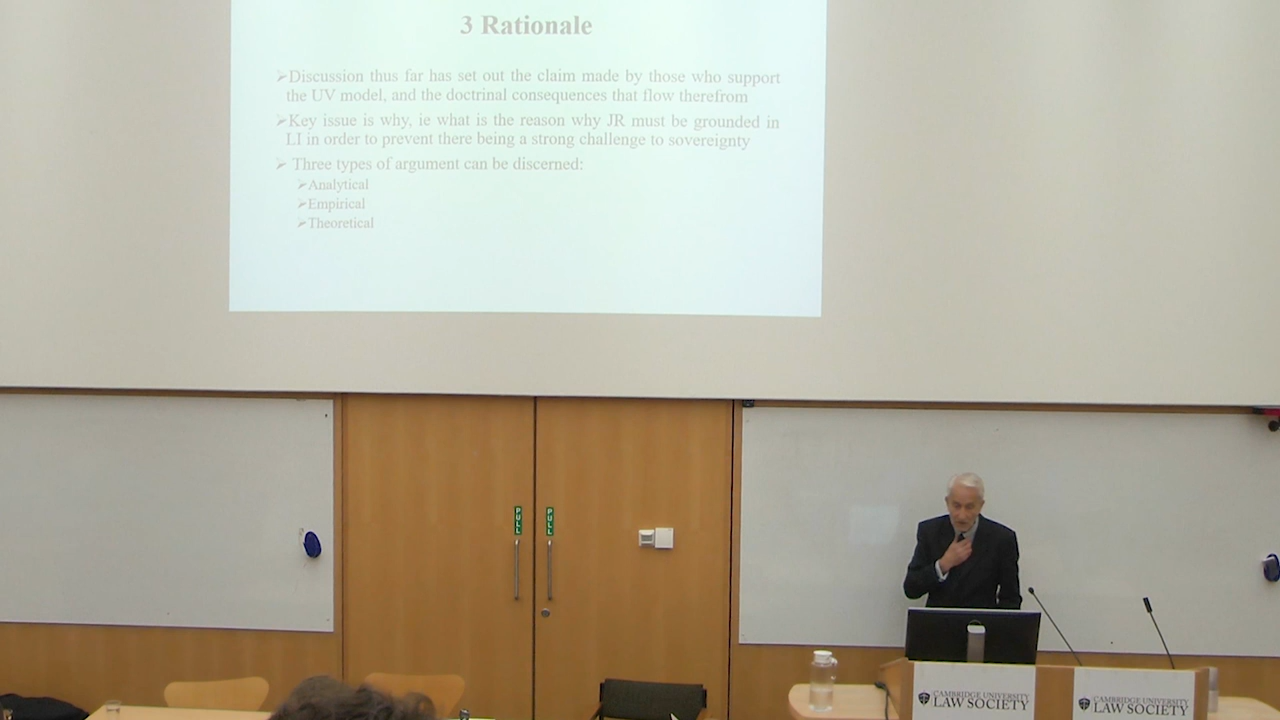 3 Rationale
➢Discussion thus far has set out the claim made by those who support
the UV model, and the doctrinal consequences that flow therefrom
➢Key issue is why, ie what is the reason why JR must be grounded in
LI in order to prevent there being a strong challenge to sovereignty
➢ Three types of argument can be discerned:
➢Analytical
➢Empirical
➢Theoretical
PULL
PULL
CAMBRIDGE UNIVERSITY
LAW SOCIETY
CAMBRIDGE UNIVERSITY
LAW SOCIETY